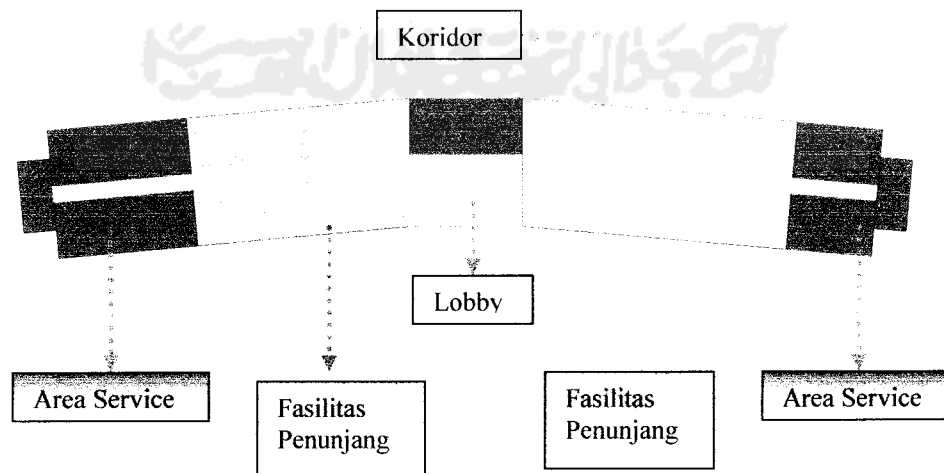 Koridor
Lobby
Area Service
Fasilitas
Penunjang
Fasilitas
Penunjang
Area Service